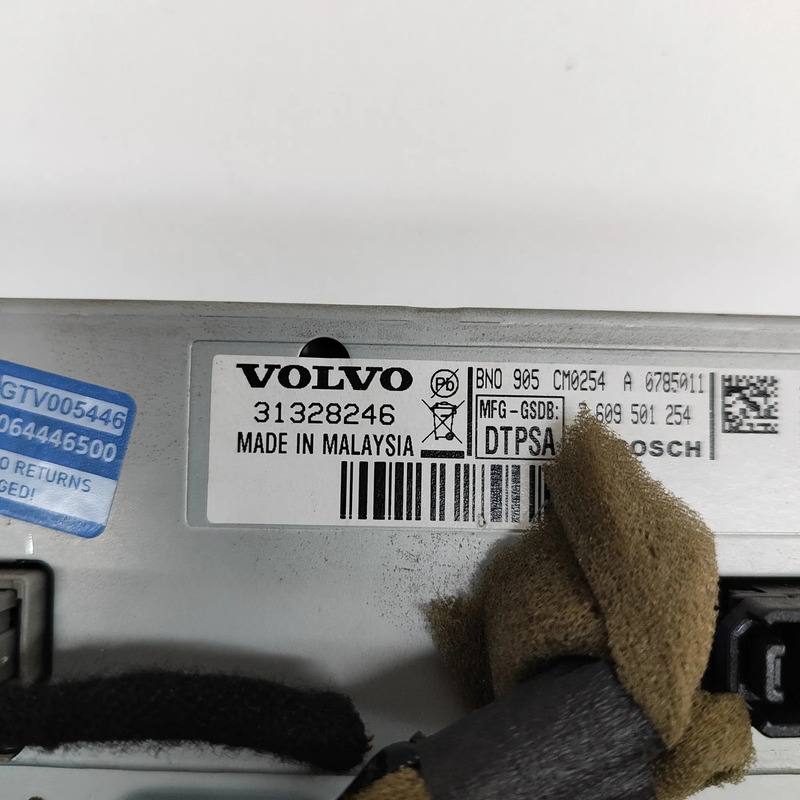 GTV005446
064446500
O RETURNS
GED!
VOLVO
31328246
MADE IN MALAYSIA
Pb
BNO 905 CM0254 A 0785011
MFG-GSDB:
DTPSA
609 501 254
OSCH